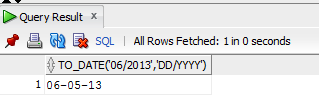 Query Result x
SQL | All Rows Fetched: 1 in 0 seconds
TO_DATE('06/2013','DD/YYYY')
1 06-05-13